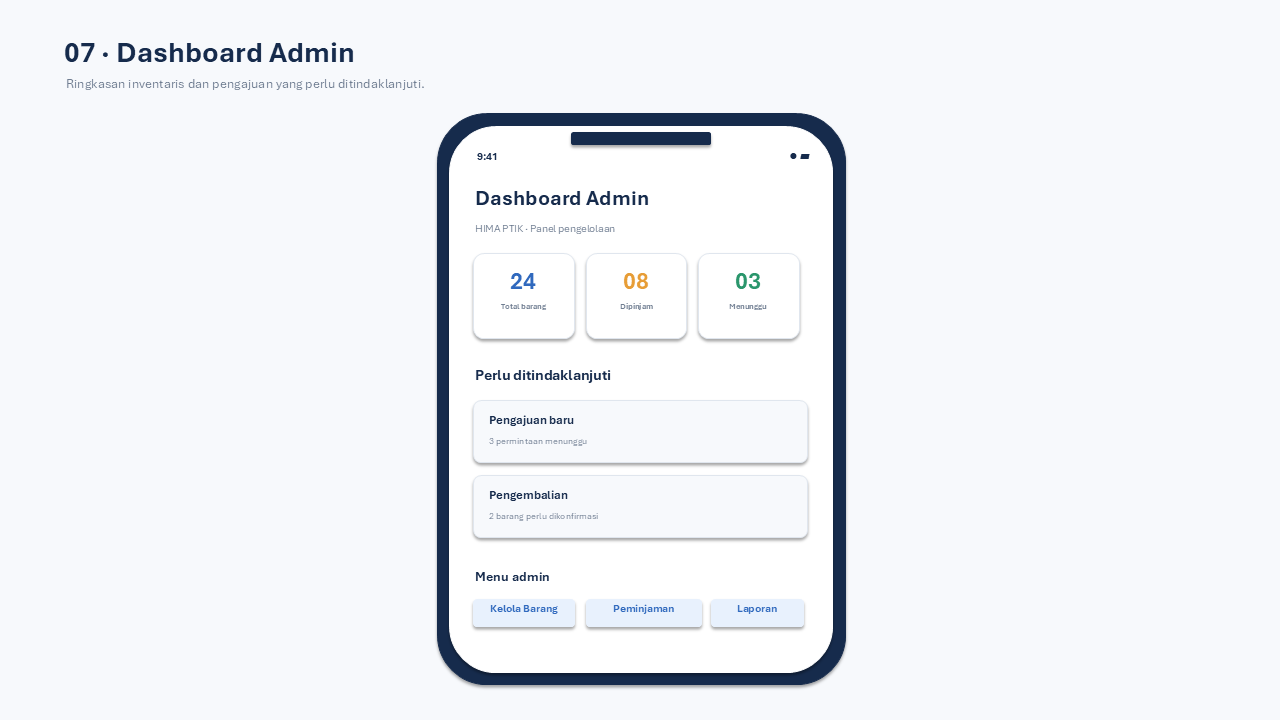 07 · Dashboard Admin
Ringkasan inventaris dan pengajuan yang perlu ditindaklanjuti.
9:41
Dashboard Admin
HIMA PTIK · Panel pengelolaan
24
Total barang
08
Dipinjam
03
Menunggu
Perlu ditindaklanjuti
Pengajuan baru
3 permintaan menunggu
Pengembalian
2 barang perlu dikonfirmasi
Menu admin
Kelola Barang
Peminjaman
Laporan